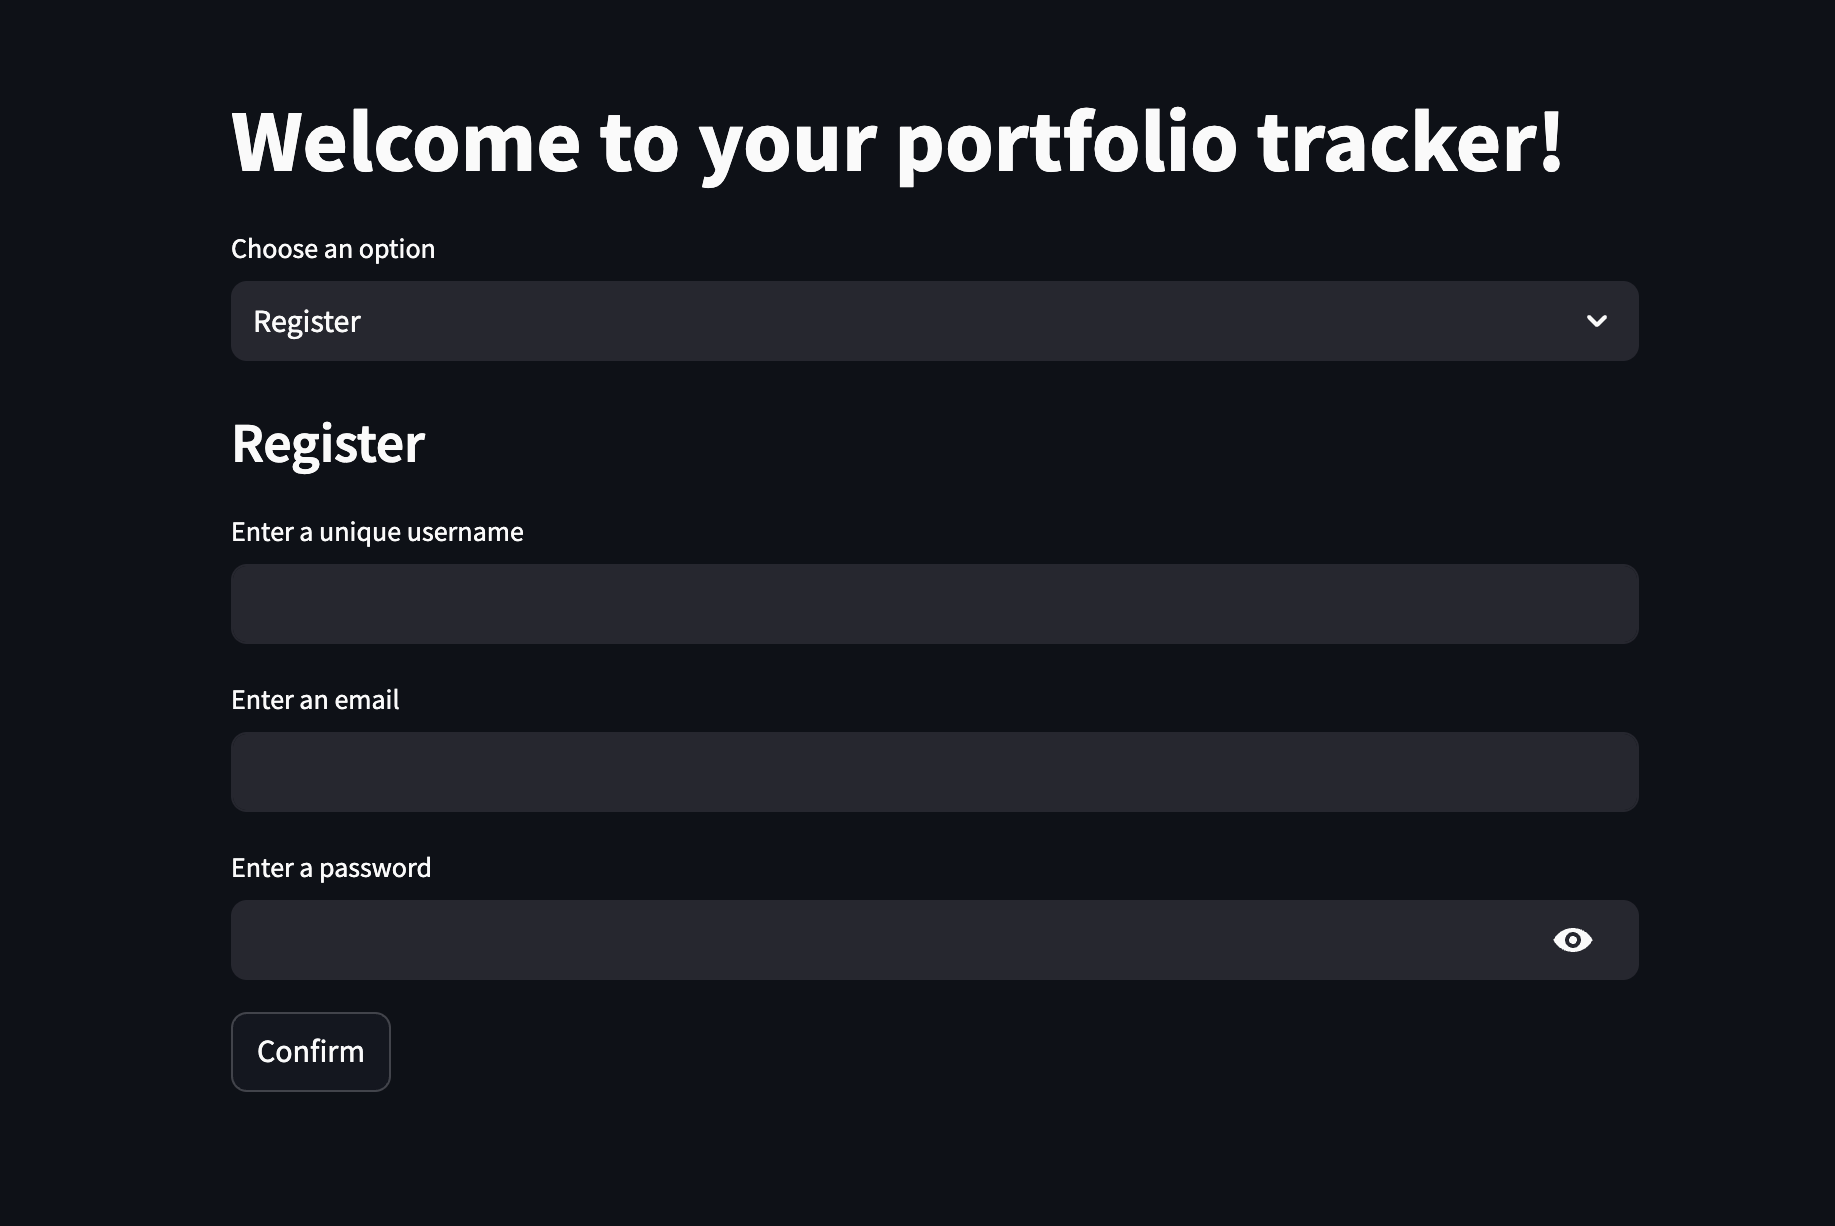 Welcome to your portfolio tracker!
Choose an option
Register
Register
Enter a unique username
Enter an email
Enter a password
Confirm